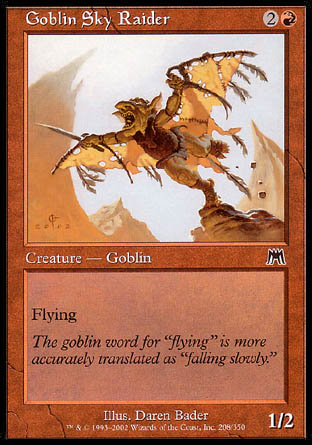 Goblin Sky Raider 2
Creature — Goblin
Flying
The goblin word for “flying” is more
accurately translated as “falling slowly.”
Illus. Daren Bader
™ & © 1993–2002 Wizards of the Coast, Inc. 208/350
1/2